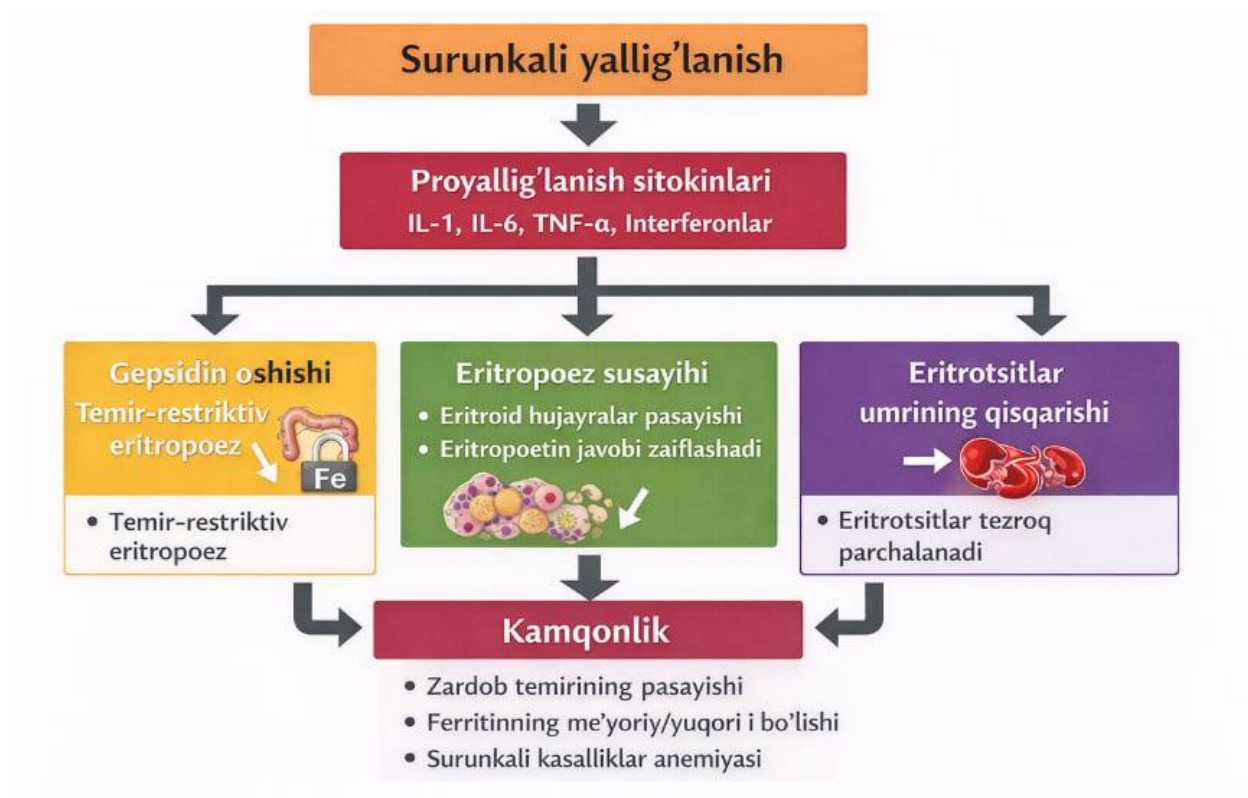 Surunkali yallig'lanish
Proyallig'lanish sitokinlari
IL-1, IL-6, TNF-α, Interferonlar
Gepsidin oshishi
Temir-restriktiv
eritropoez
Fe
• Temir-restriktiv
eritropoez
Eritropoez susayihi
• Eritroid hujayralar pasayishi
• Eritropoetin javobi zaiflashadi
Eritrotsitlar
umrining qisqarishi
• Eritrotsitlar tezroq
parchalanadi
Kamqonlik
• Zardob temirining pasayishi
• Ferritinning me'yoriy/yuqori i bo'lishi
• Surunkali kasalliklar anemiyasi